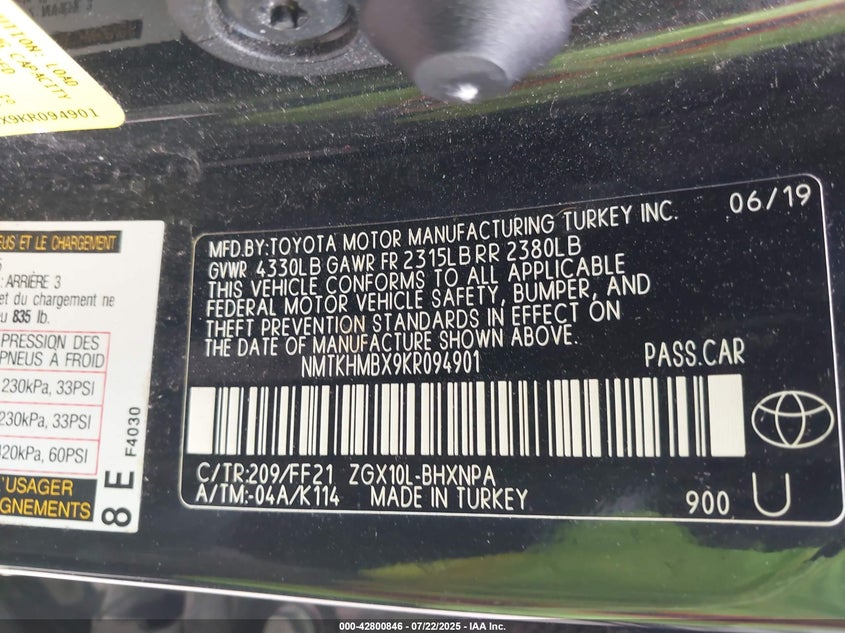 TTION LOAD
CAPACITY
X9KR094901
MFD.BY:TOYOTA MOTOR MANUFACTURING TURKEY INC. 06/19
GVWR 4330LB GAWR FR 2315LB RR 2380LB
THIS VEHICLE CONFORMS TO ALL APPLICABLE
FEDERAL MOTOR VEHICLE SAFETY, BUMPER, AND
THEFT PREVENTION STANDARDS IN EFFECT ON
THE DATE OF MANUFACTURE SHOWN ABOVE.
NMTKHMBX9KR094901 PASS.CAR
C/TR:209/FF21 ZGX10L-BHXNPA
A/TM:-04A/K114 MADE IN TURKEY
900 U
EUS ET LE CHARGEMENT
: ARRIÈRE 3
et du chargement ne
835 lb.
PRESSION DES
PNEUS À FROID
230kPa, 33PSI
230kPa, 33PSI
420kPa, 60PSI
L'USAGER
GNEMENTS
8 E
F4030
000-42800846 - 07/22/2025 - IAA Inc.